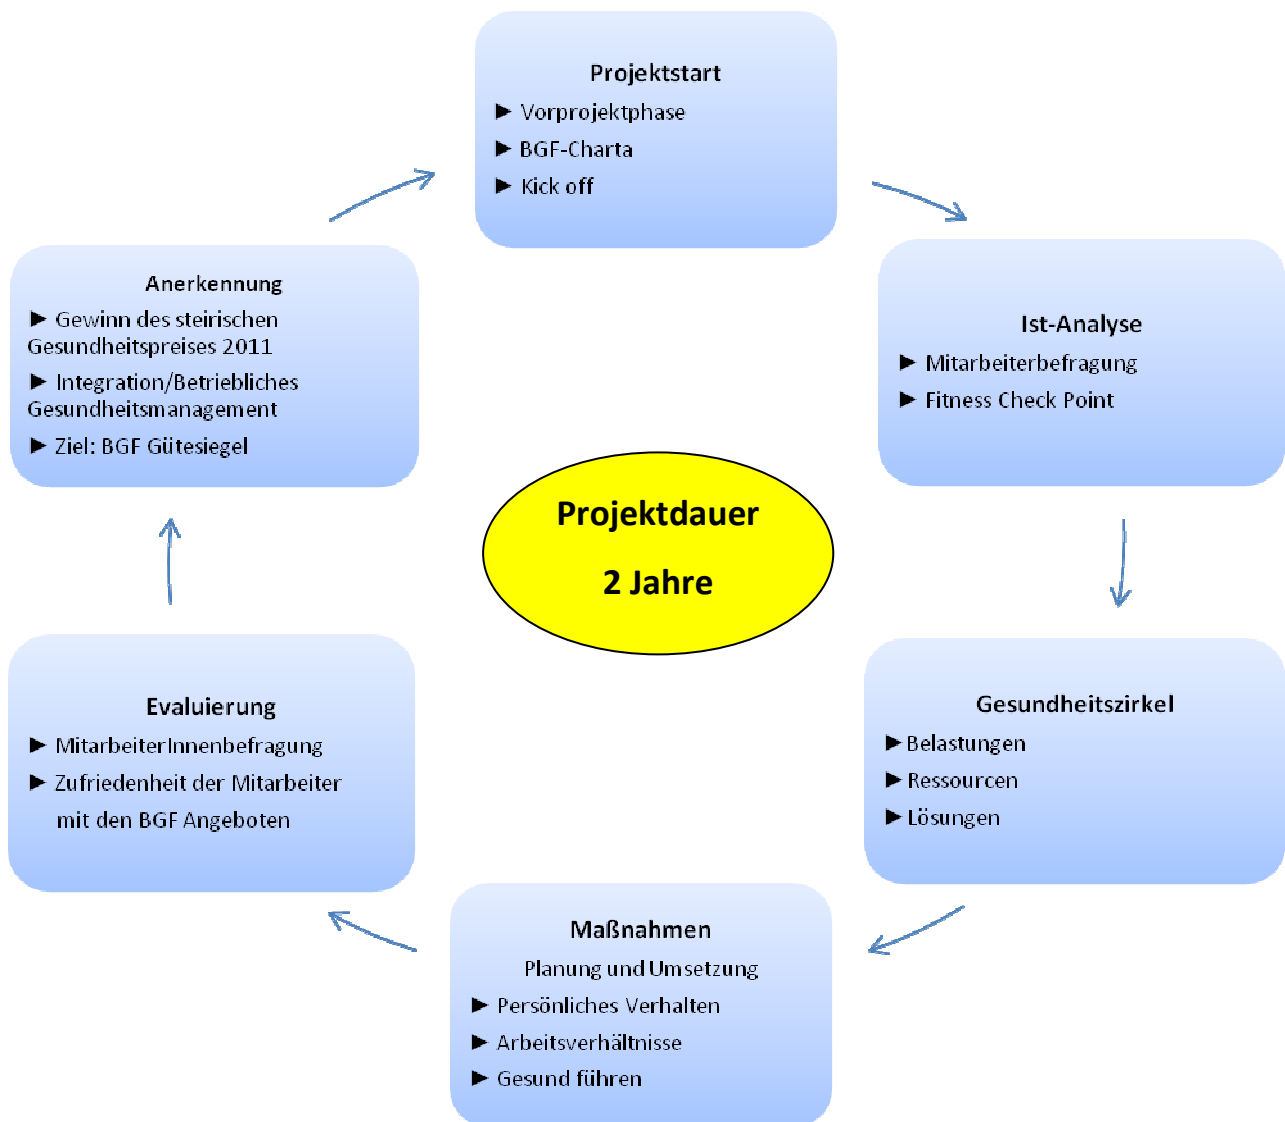 Projektstart
► Vorprojektphase
► BGF-Charta
► Kick off
Ist-Analyse
► Mitarbeiterbefragung
► Fitness Check Point
Gesundheitszirkel
► Belastungen
► Ressourcen
► Lösungen
Maßnahmen
Planung und Umsetzung
► Persönliches Verhalten
► Arbeitsverhältnisse
► Gesund führen
Evaluierung
► MitarbeiterInnenbefragung
► Zufriedenheit der Mitarbeiter
mit den BGF Angeboten
Anerkennung
► Gewinn des steirischen
Gesundheitspreises 2011
► Integration/Betriebliches
Gesundheitsmanagement
► Ziel: BGF Gütesiegel
Projektdauer
2 Jahre